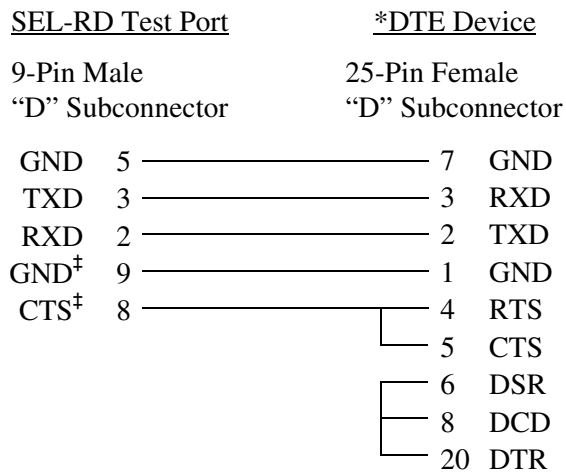 SEL-RD Test Port *DTE Device
9-Pin Male 25-Pin Female
“D” Subconnector “D” Subconnector
GND 5 7 GND
TXD 3 3 RXD
RXD 2 2 TXD
GND‡ 9 1 GND
CTS‡ 8 4 RTS
5 CTS
6 DSR
8 DCD
20 DTR